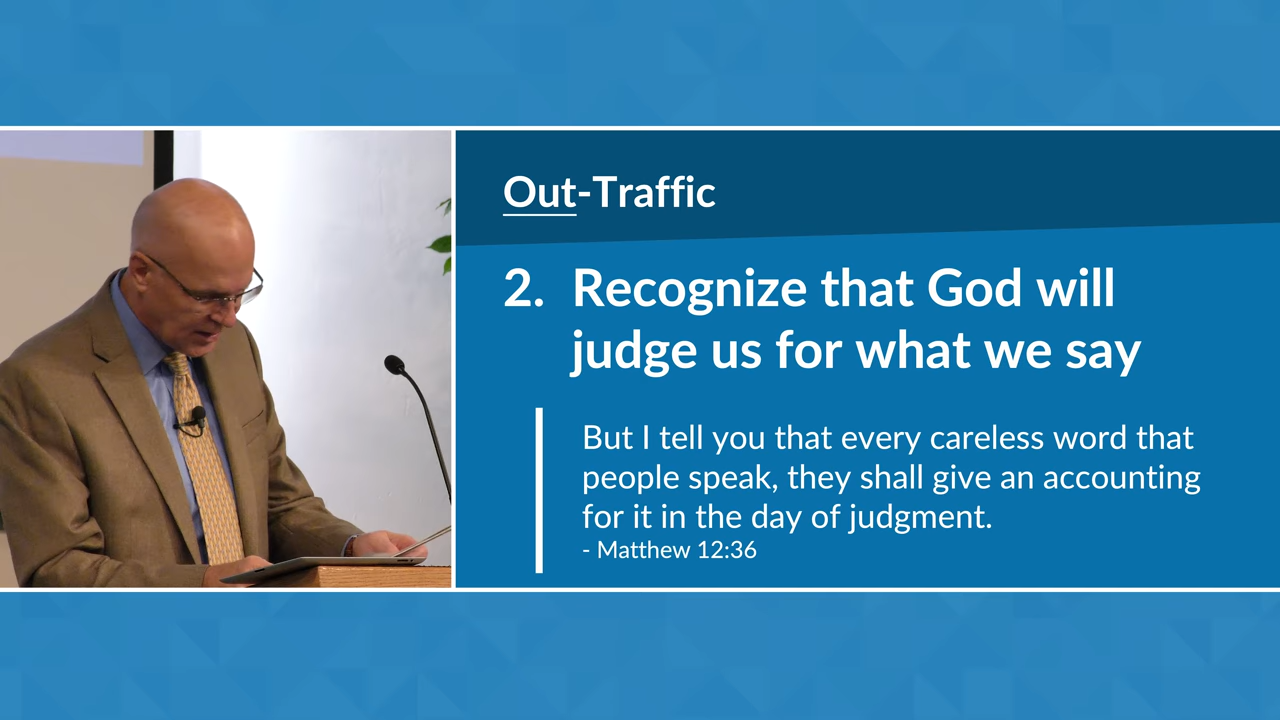 Out-Traffic
2. Recognize that God will
judge us for what we say
But I tell you that every careless word that
people speak, they shall give an accounting
for it in the day of judgment.
- Matthew 12:36